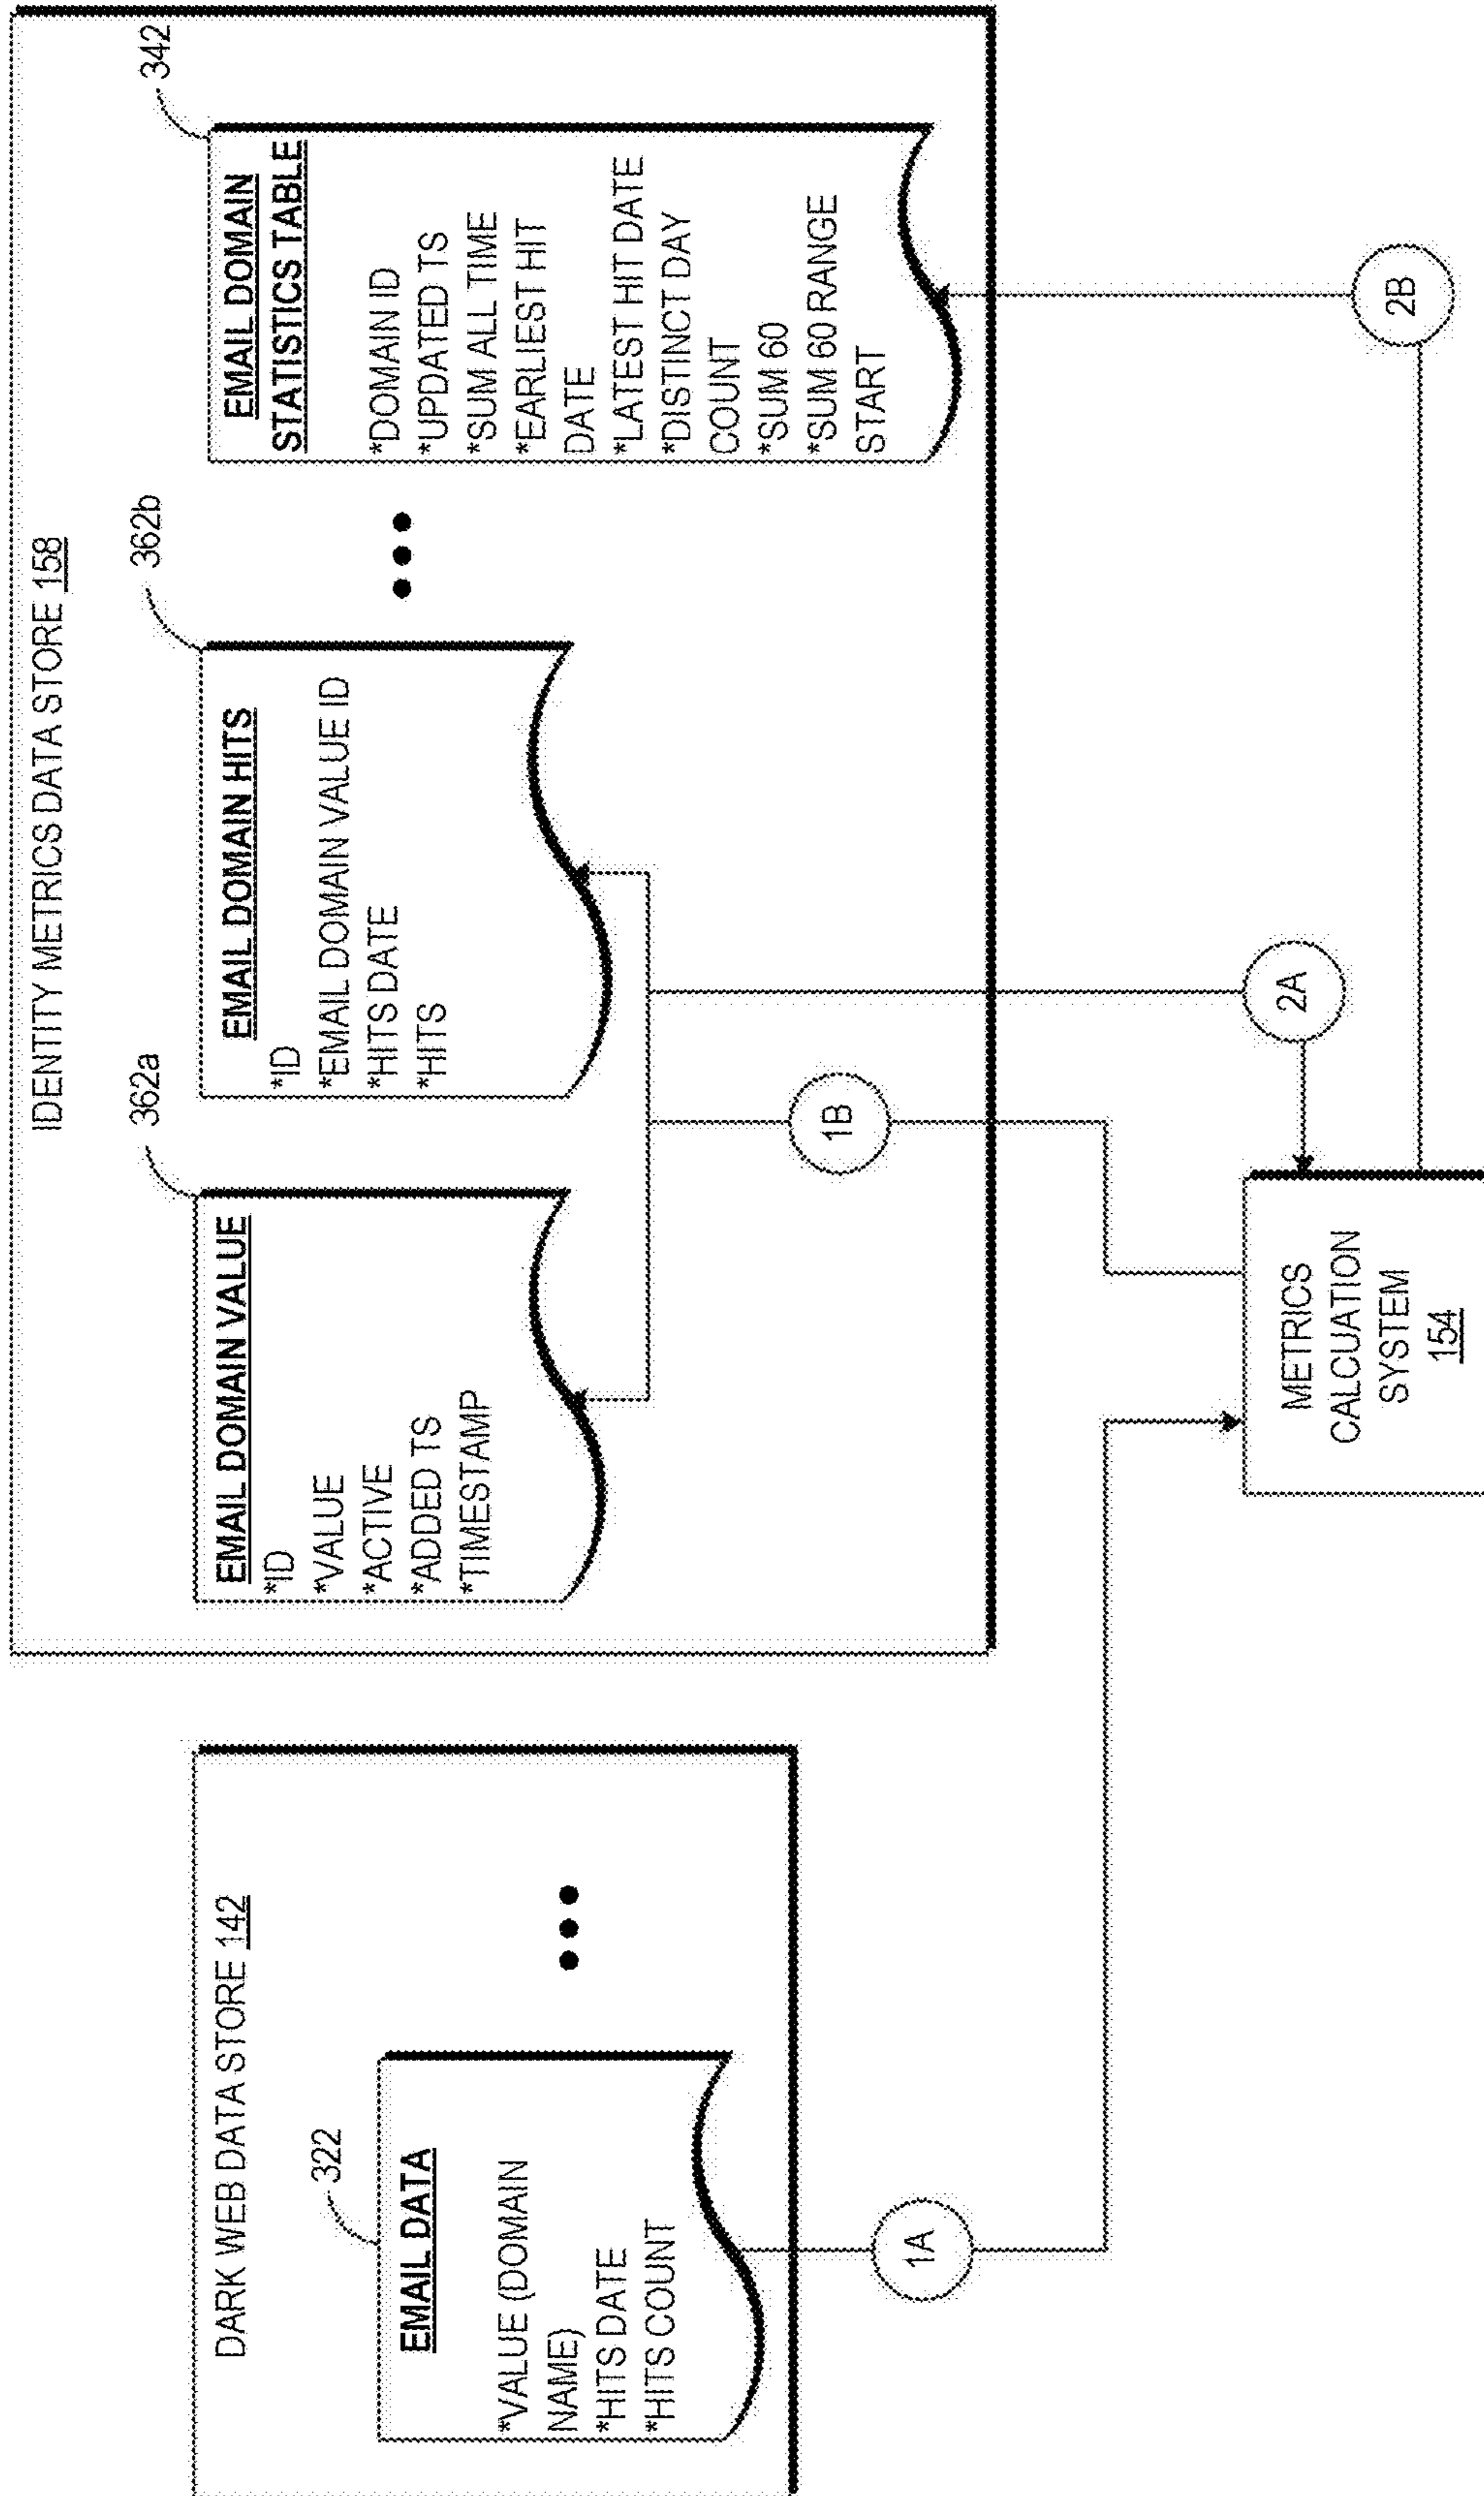 DARK WEB DATA STORE 142
322
EMAIL DATA
*VALUE (DOMAIN
NAME)
*HITS DATE
*HITS COUNT
1A
IDENTITY METRICS DATA STORE 158
362a
EMAIL DOMAIN VALUE
*ID
*VALUE
*ACTIVE
*ADDED TS
*TIMESTAMP
362b
EMAIL DOMAIN HITS
*ID
*EMAIL DOMAIN VALUE ID
*HITS DATE
*HITS
342
EMAIL DOMAIN
STATISTICS TABLE
*DOMAIN ID
*UPDATED TS
*SUM ALL TIME
*EARLIEST HIT
DATE
*LATEST HIT DATE
*DISTINCT DAY
COUNT
*SUM 60
*SUM 60 RANGE
START
1B
2A
2B
METRICS
CALCUATION
SYSTEM
154